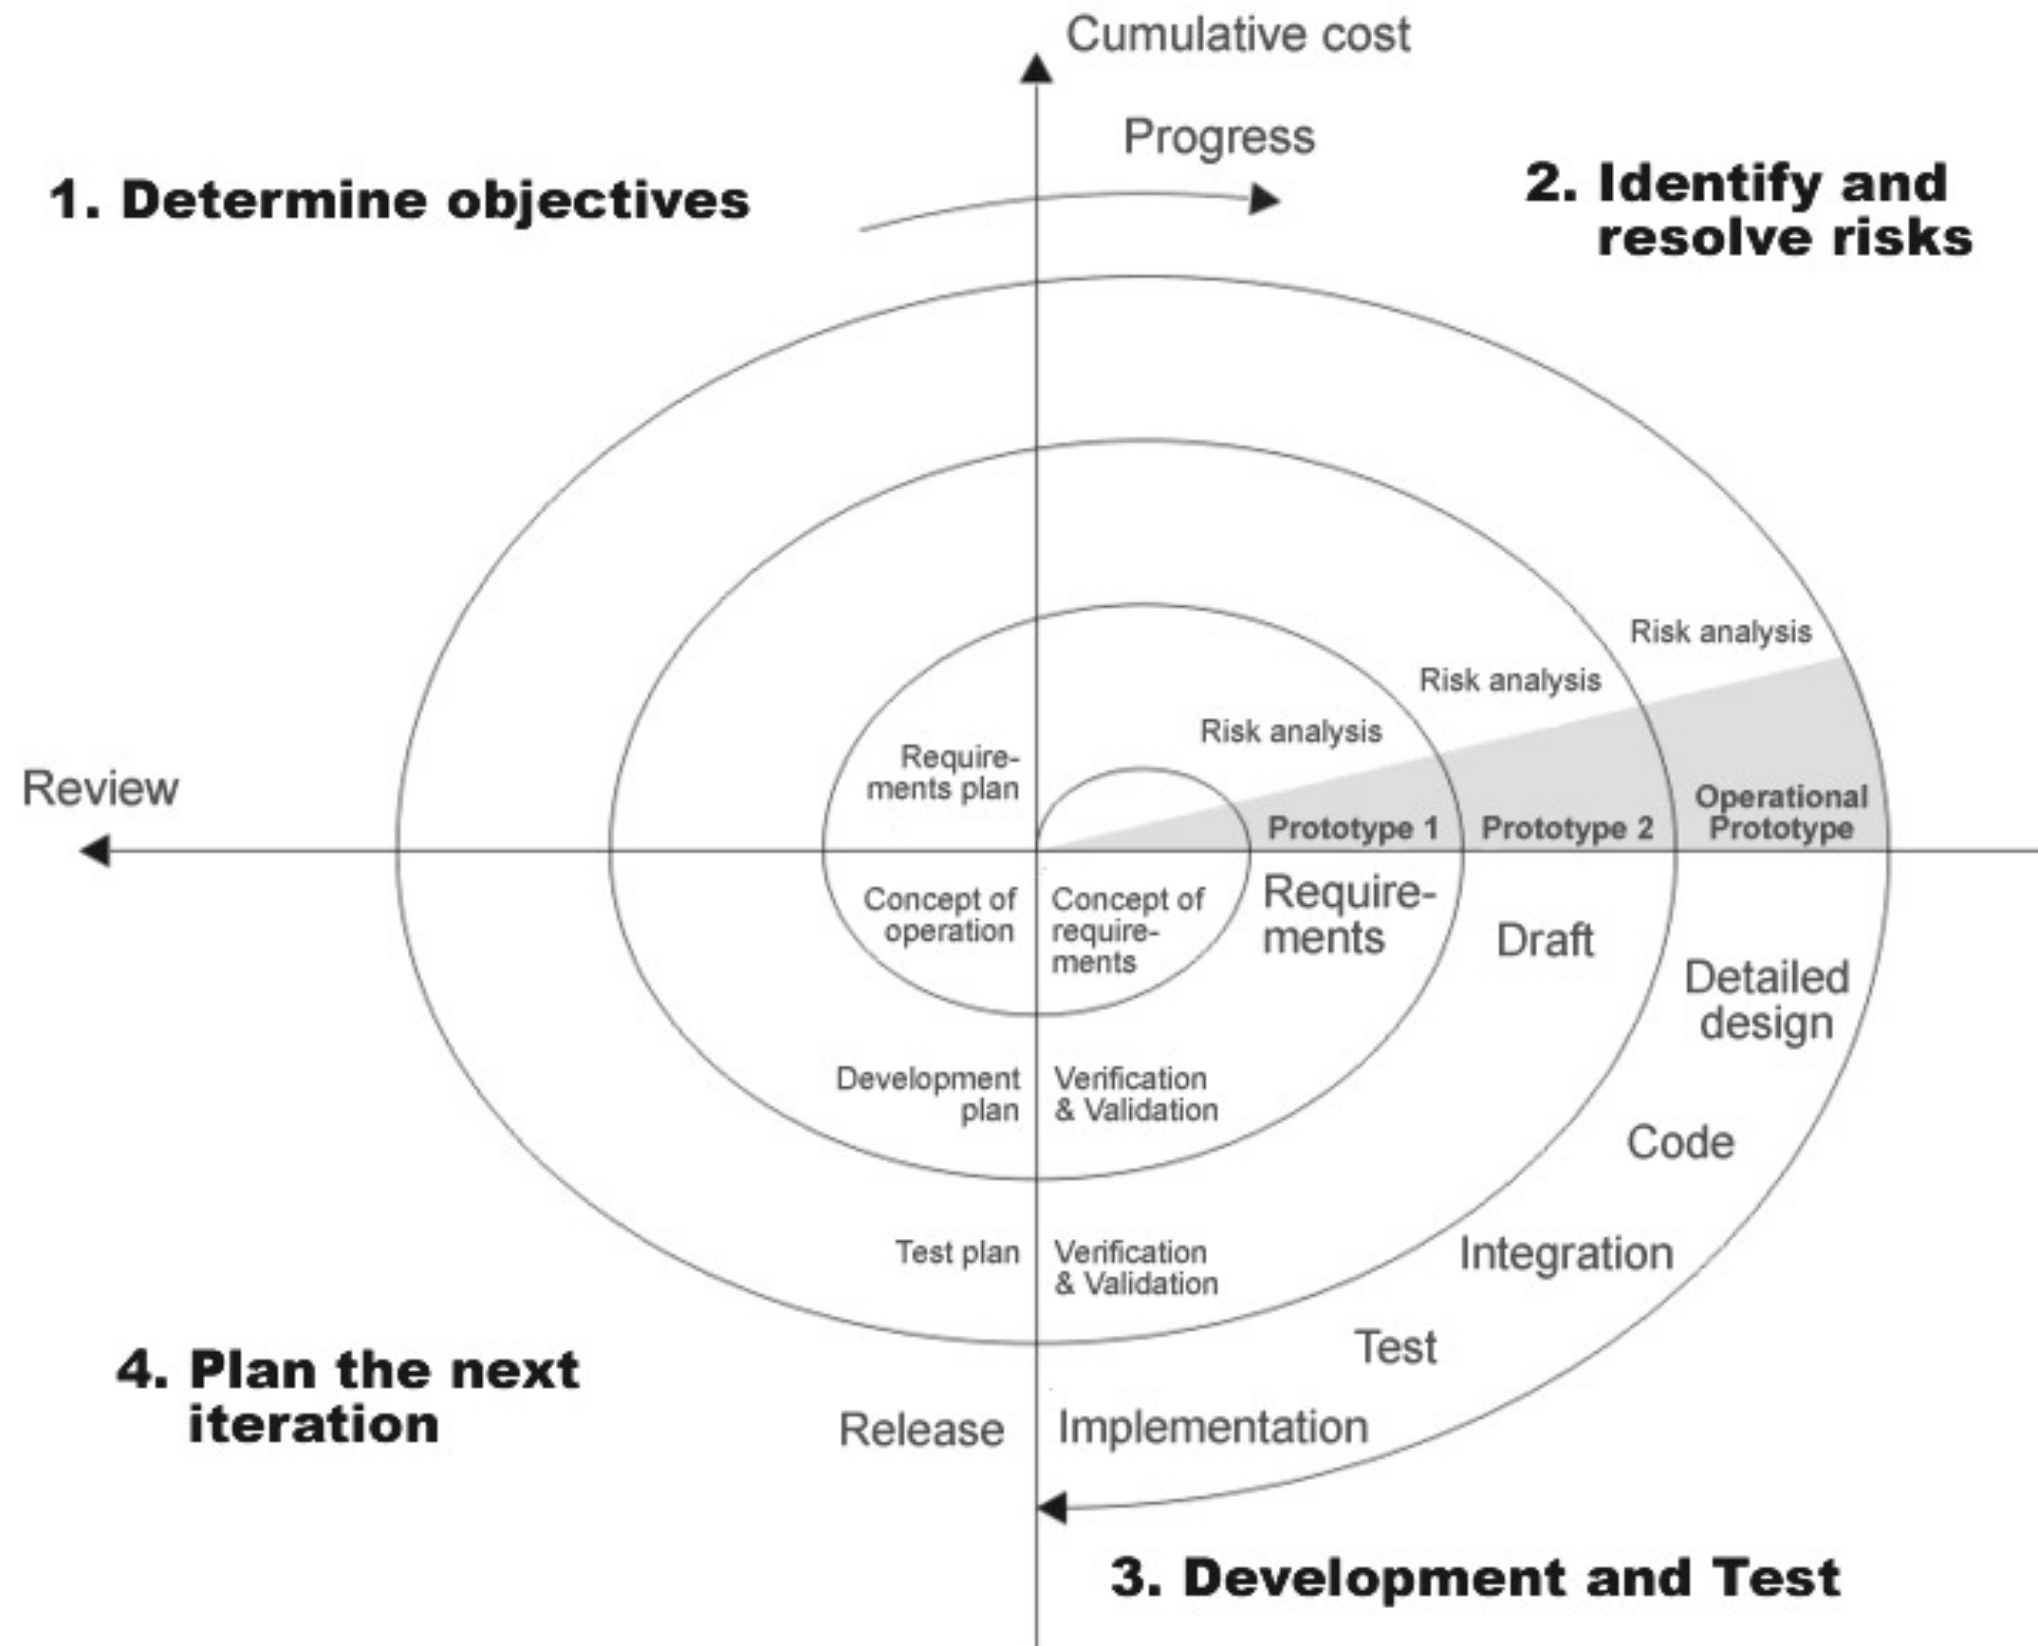 Cumulative cost
Progress
1. Determine objectives
2. Identify and
resolve risks
Risk analysis
Risk analysis
Risk analysis
Require-
ments plan
Review
Operational
Prototype
Prototype 1
Prototype 2
Concept of
operation
Concept of
require-
ments
Require-
ments
Draft
Detailed
design
Development
plan
Verification
& Validation
Code
Test plan
Verification
& Validation
Integration
Test
4. Plan the next
iteration
Release
Implementation
3. Development and Test